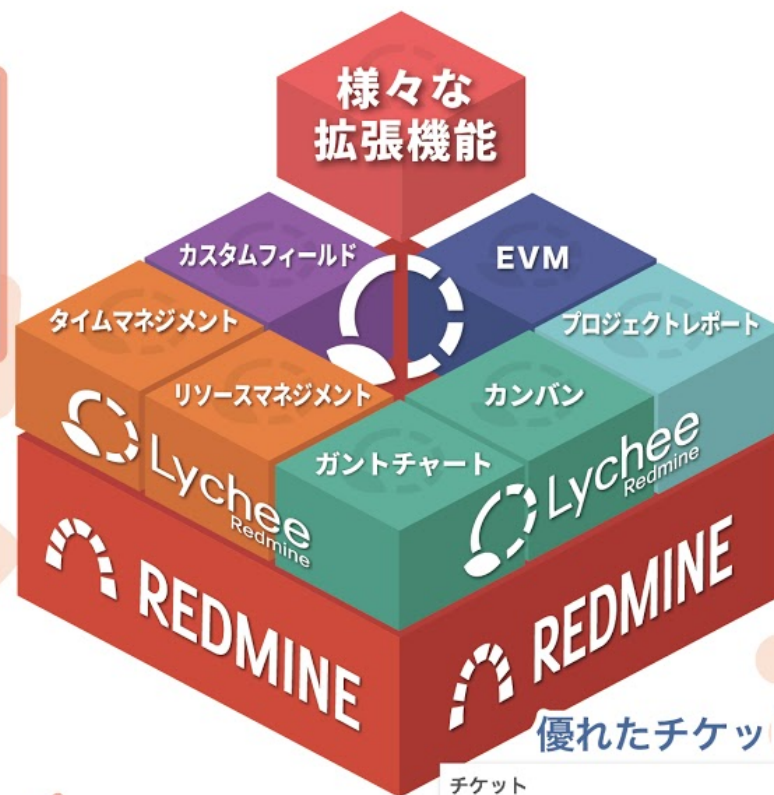 様々な
拡張機能
カスタムフィールド
EVM
タイムマネジメント
プロジェクトレポート
リソースマネジメント
カンバン
ガントチャート
Lychee
Redmine
Lychee
Redmine
REDMINE
REDMINE
優れたチケッ
チケット